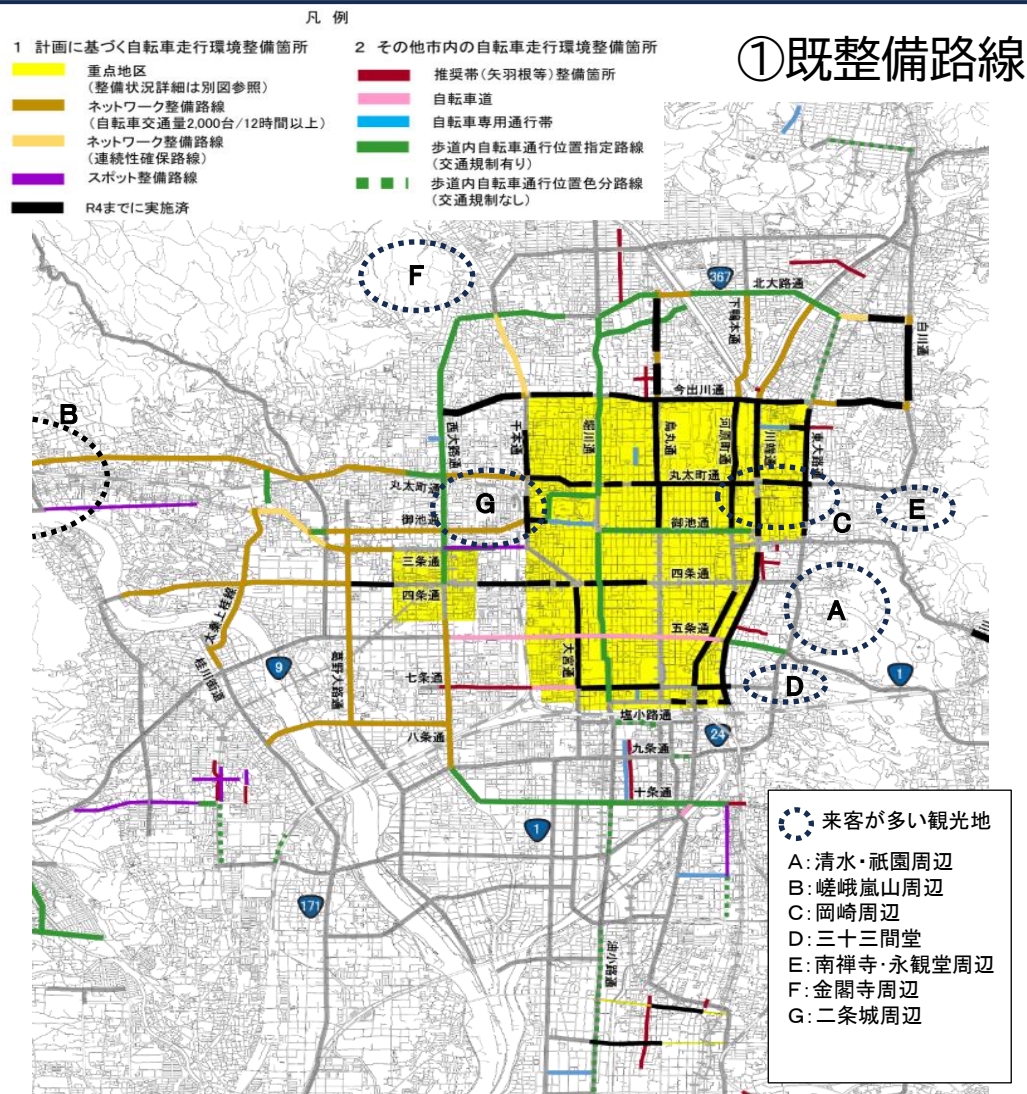 凡 例
①既整備路線
1 計画に基づく自転車走行環境整備箇所
重点地区
(整備状況詳細は別図参照)
ネットワーク整備路線
(自転車交通量2,000台/12時間以上)
ネットワーク整備路線
(連続性確保路線)
スポット整備路線
R4までに実施済
2 その他市内の自転車走行環境整備箇所
推奨帯(矢羽根等)整備箇所
自転車道
自転車専用通行帯
歩道内自転車通行位置指定路線
(交通規制有り)
歩道内自転車通行位置色分路線
(交通規制なし)
F
367
北大路通
下鴨本通
白川通
今出川通
B
西大路通
千本通
堀川通
烏丸通
河原町通
川端通
東大路通
丸太町通
丸太町通
G
C
E
御池通
御池通
三条通
四条通
四条通
A
太秦上桂線
五条通
9
葛野大路通
大宮通
桂川街道
七条通
D
1
塩小路通
八条通
24
九条通
十条通
1
171
油小路通
来客が多い観光地
A:清水・祇園周辺
B:嵯峨嵐山周辺
C:岡崎周辺
D:三十三間堂
E:南禅寺・永観堂周辺
F:金閣寺周辺
G:二条城周辺